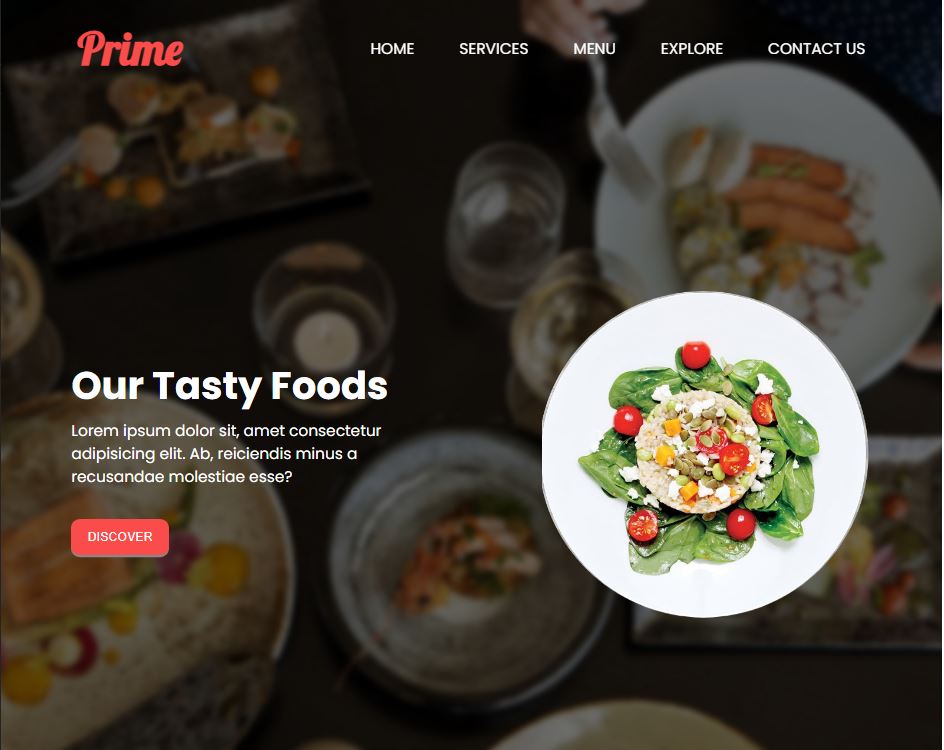 Prime
HOME SERVICES MENU EXPLORE CONTACT US
Our Tasty Foods
Lorem ipsum dolor sit, amet consectetur
adipisicing elit. Ab, reiciendis minus a
recusandae molestiae esse?
DISCOVER